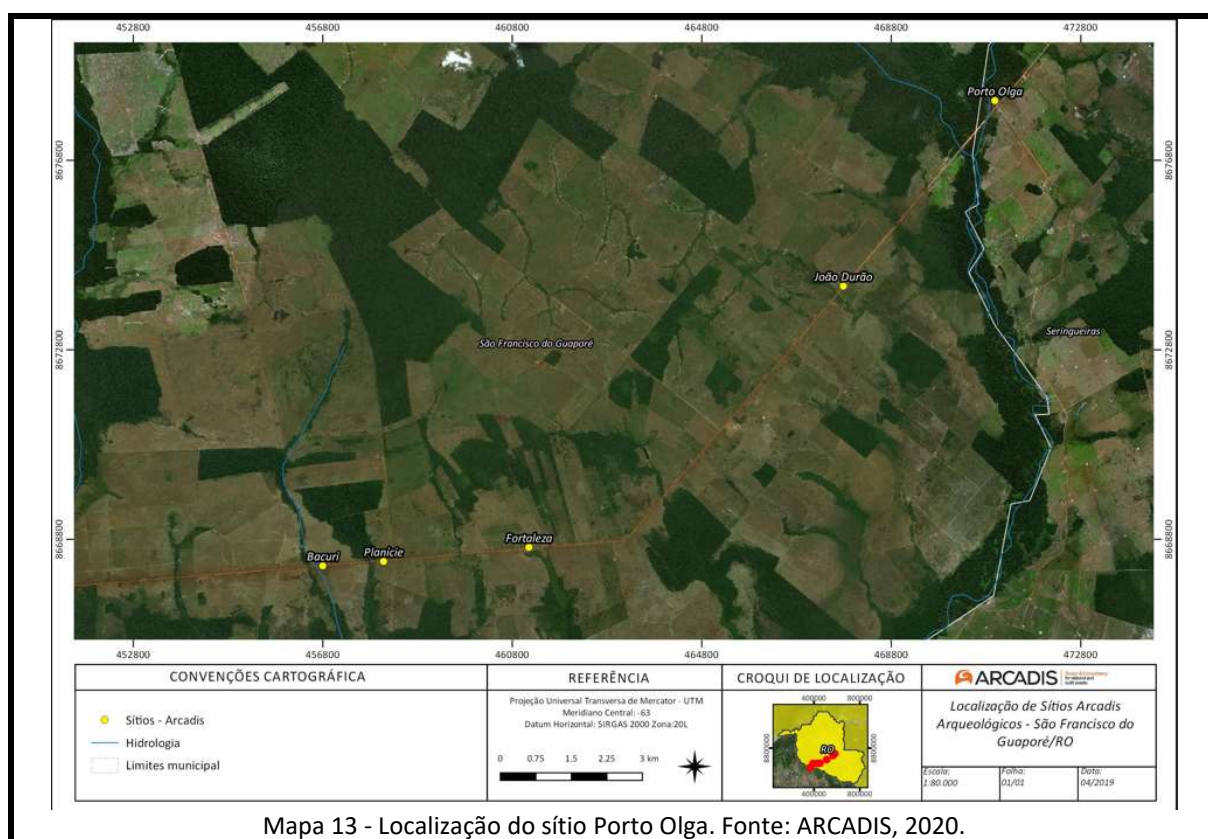 452800 456800 460800 464800 468800 472800
Porto Olga
8676800 8676800
João Durão
São Francisco do Guaporé
Seringueiras
8672800 8672800
Fortaleza
Planície
Bacuri
8668800 8668800
452800 456800 460800 464800 468800 472800
CONVENÇÕES CARTOGRÁFICA
Sítios - Arcadis
Hidrologia
Limites municipal
REFERÊNCIA
Projeção Universal Transversa de Mercator - UTM
Meridiano Central: -63
Datum Horizontal: SIRGAS 2000 Zona:20L
0 0.75 1,5 2.25 3 km
CROQUI DE LOCALIZAÇÃO
400000 800000
8800000 8800000
RO
400000 800000
ARCADIS
Localização de Sítios Arcadis
Arqueológicos - São Francisco do
Guaporé/RO
Escala: Folha: Data:
1:80.000 01/01 04/2019
Mapa 13 - Localização do sítio Porto Olga. Fonte: ARCADIS, 2020.